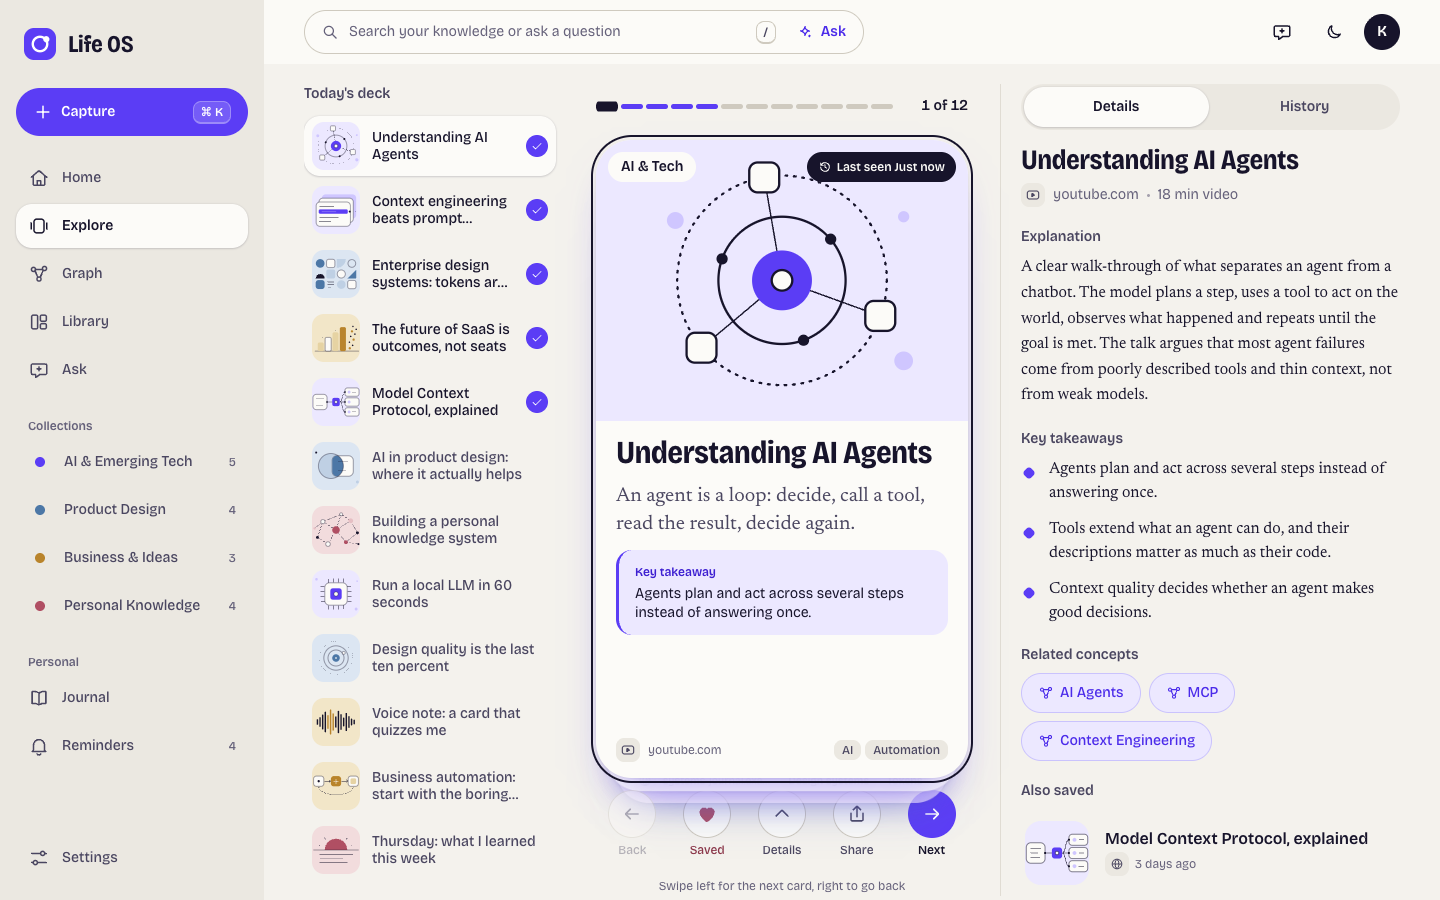 Life OS
Search your knowledge or ask a question
/
Ask
K
Capture
⌘ K
Home
Explore
Graph
Library
Ask
Collections
AI & Emerging Tech 5
Product Design 4
Business & Ideas 3
Personal Knowledge 4
Personal
Journal
Reminders 4
Settings
Today's deck
Understanding AI
Agents
Context engineering
beats prompt...
Enterprise design
systems: tokens ar...
The future of SaaS is
outcomes, not seats
Model Context
Protocol, explained
AI in product design:
where it actually helps
Building a personal
knowledge system
Run a local LLM in 60
seconds
Design quality is the last
ten percent
Voice note: a card that
quizzes me
Business automation:
start with the boring...
Thursday: what I learned
this week
1 of 12
AI & Tech
Last seen Just now
Understanding AI Agents
An agent is a loop: decide, call a tool,
read the result, decide again.
Key takeaway
Agents plan and act across several steps
instead of answering once.
youtube.com
AI
Automation
Back
Saved
Details
Share
Next
Swipe left for the next card, right to go back
Details
History
Understanding AI Agents
youtube.com • 18 min video
Explanation
A clear walk-through of what separates an agent from a
chatbot. The model plans a step, uses a tool to act on the
world, observes what happened and repeats until the
goal is met. The talk argues that most agent failures
come from poorly described tools and thin context, not
from weak models.
Key takeaways
Agents plan and act across several steps instead of
answering once.
Tools extend what an agent can do, and their
descriptions matter as much as their code.
Context quality decides whether an agent makes
good decisions.
Related concepts
AI Agents
MCP
Context Engineering
Also saved
Model Context Protocol, explained
3 days ago